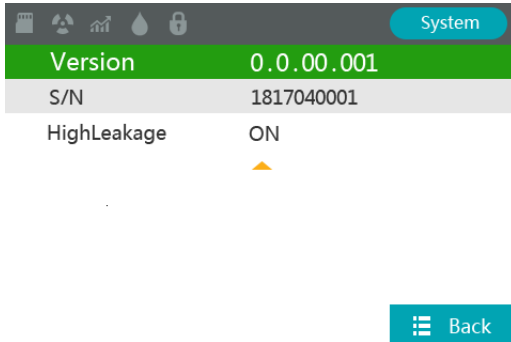 System
Version 0.0.00.001
S/N 1817040001
HighLeakage ON
Back